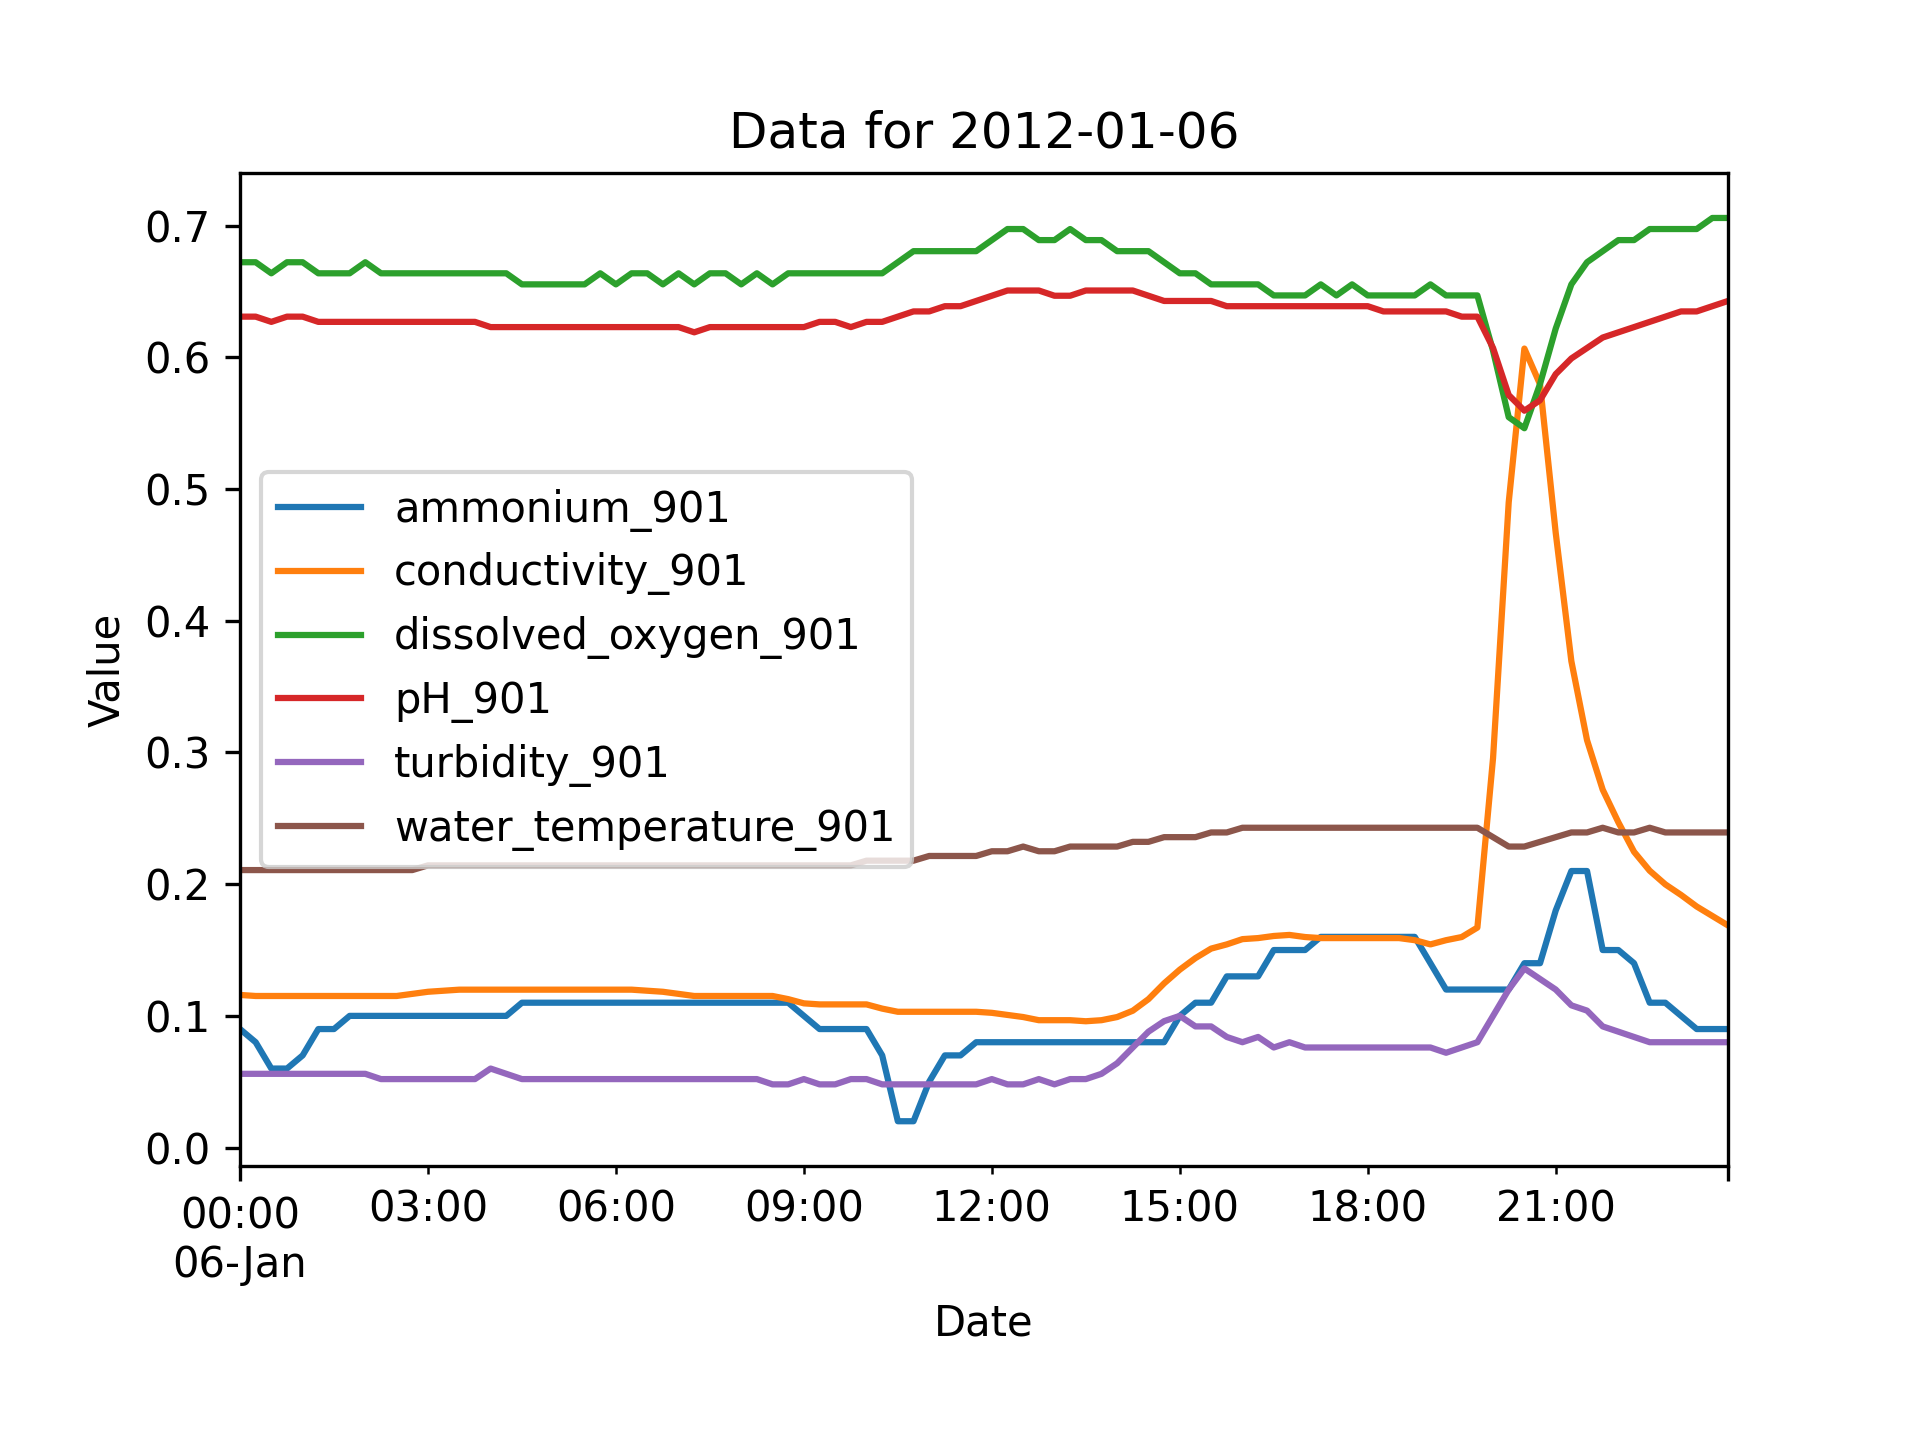 Data for 2012-01-06
Value
0.7
0.6
0.5
0.4
0.3
0.2
0.1
0.0
ammonium_901
conductivity_901
dissolved_oxygen_901
pH_901
turbidity_901
water_temperature_901
00:00 03:00 06:00 09:00 12:00 15:00 18:00 21:00
06-Jan
Date